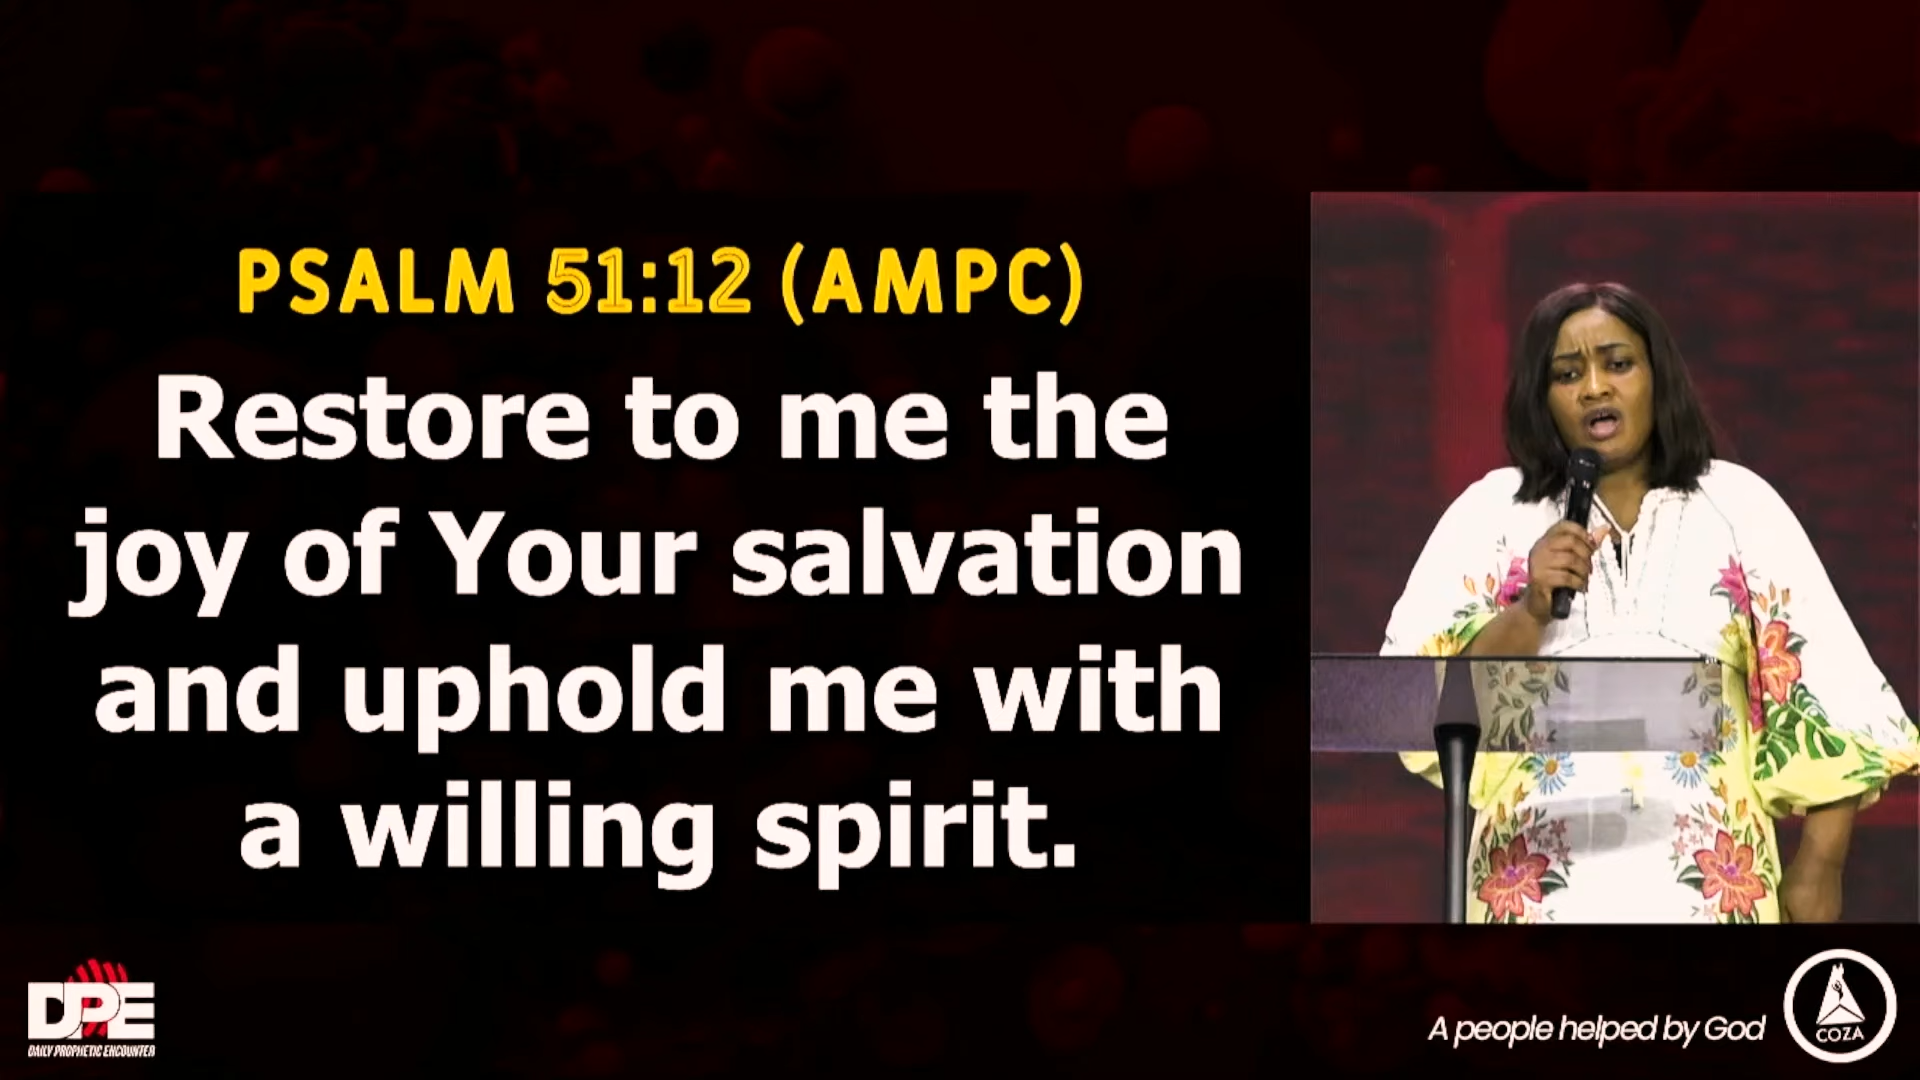 PSALM 51:12 (AMPC)
Restore to me the
joy of Your salvation
and uphold me with
a willing spirit.
DPE
DAILY PROPHETIC ENCOUNTER
A people helped by God
COZA